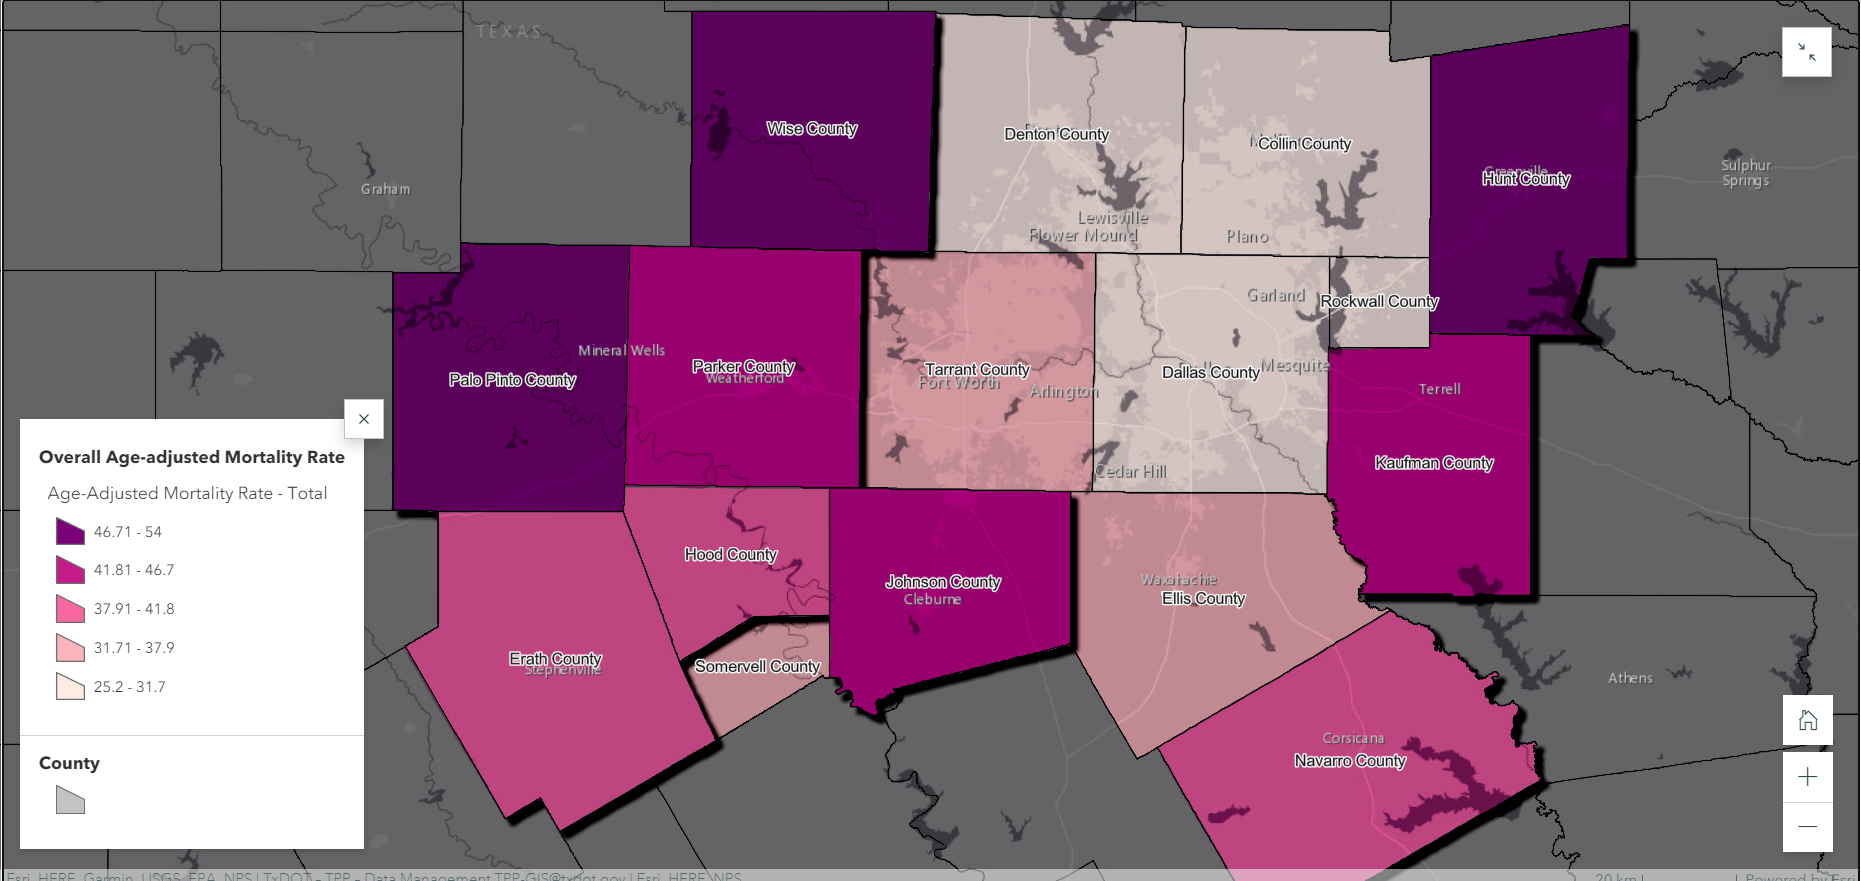 TEXAS
Wise County
Denton County
Collin County
Greenville
Hunt County
Sulphur
Springs
Graham
Lewisville
Flower Mound
Plano
Garland
Rockwall County
Mineral Wells
Parker County
Weatherford
Palo Pinto County
Tarrant County
Fort Worth
Arlington
Dallas County
Mesquite
Terrell
Kaufman County
Cedar Hill
Overall Age-adjusted Mortality Rate
Age-Adjusted Mortality Rate - Total
46.71 - 54
41.81 - 46.7
37.91 - 41.8
31.71 - 37.9
25.2 - 31.7
County
Hood County
Johnson County
Cleburne
Waxahachie
Ellis County
Erath County
Stephenville
Somervell County
Athens
Corsicana
Navarro County
Esri, HERE, Garmin, USGS, EPA, NPS | TxDOT - TPP - Data Management TPP-GIS@txdot.gov | Esri, HERE, NPS
20 km
Powered by Esri